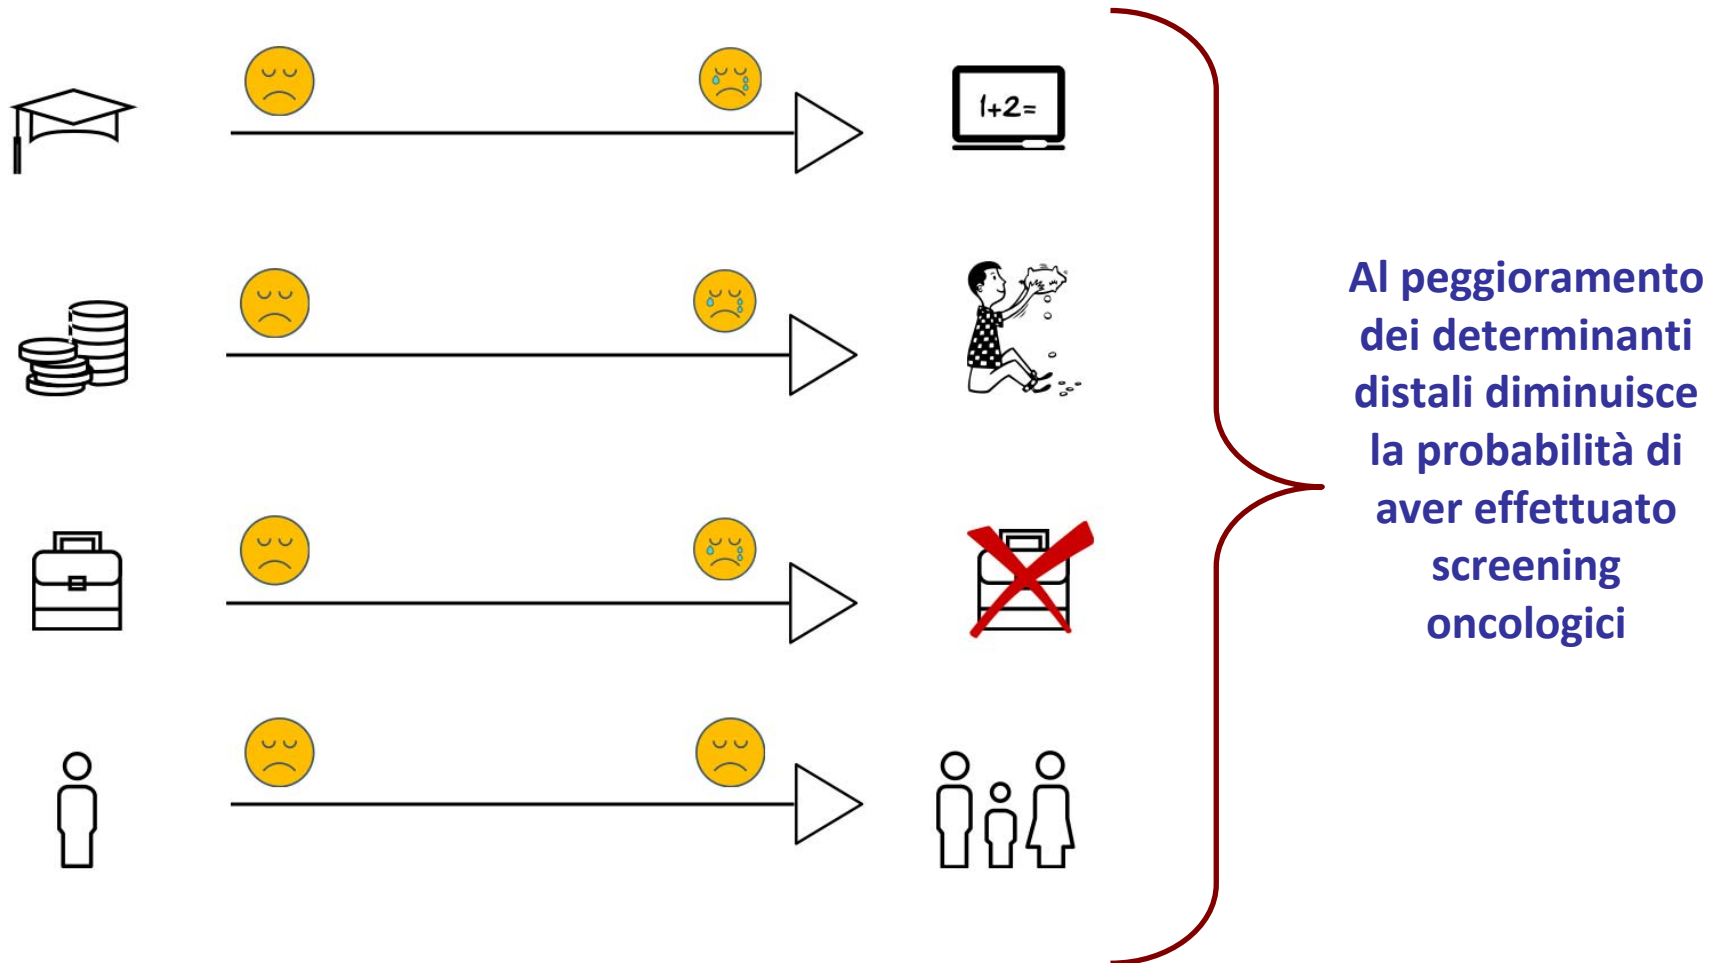 1+2=
Al peggioramento
dei determinanti
distali diminuisce
la probabilità di
aver effettuato
screening
oncologici